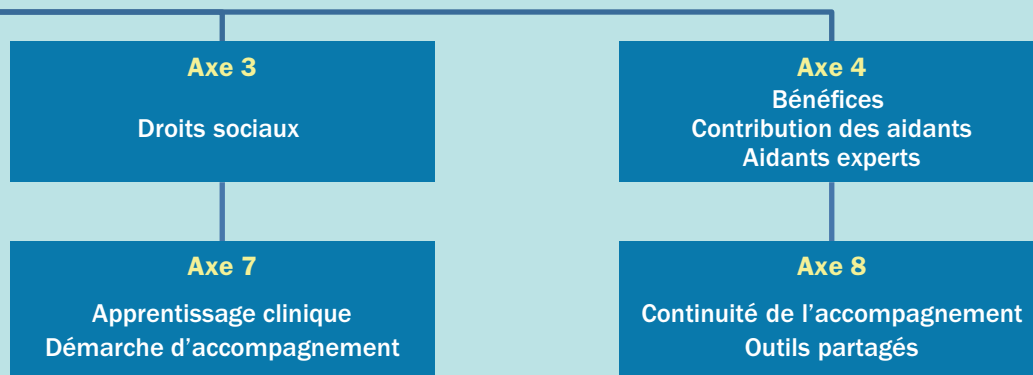 Axe 3
Droits sociaux
Axe 4
Bénéfices
Contribution des aidants
Aidants experts
Axe 7
Apprentissage clinique
Démarche d’accompagnement
Axe 8
Continuité de l’accompagnement
Outils partagés